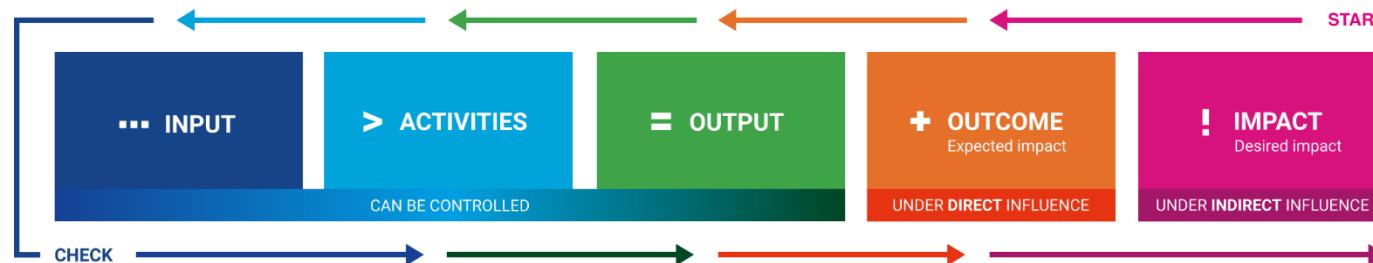 STAR
... INPUT
> ACTIVITIES
= OUTPUT
+ OUTCOME
Expected impact
! IMPACT
Desired impact
CAN BE CONTROLLED
UNDER DIRECT INFLUENCE
UNDER INDIRECT INFLUENCE
CHECK